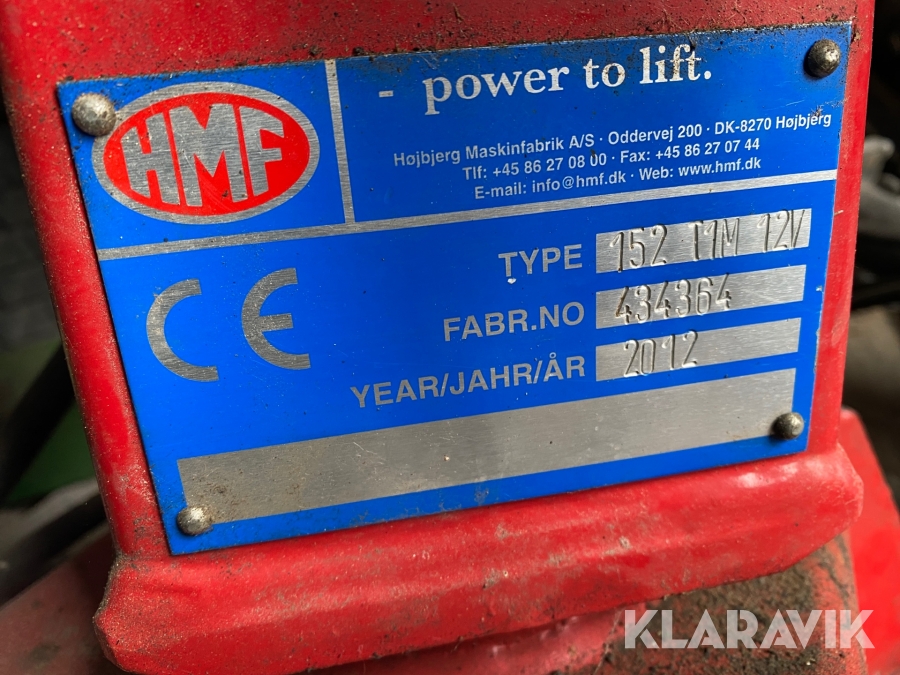 HMF
- power to lift.
Højbjerg Maskinfabrik A/S · Oddervej 200 · DK-8270 Højbjerg
Tlf: +45 86 27 08 00 · Fax: +45 86 27 07 44
E-mail: info@hmf.dk · Web: www.hmf.dk
CE
TYPE 152 T1N 12V
FABR.NO 434364
YEAR/JAHR/ÅR 2012
KLARAVIK